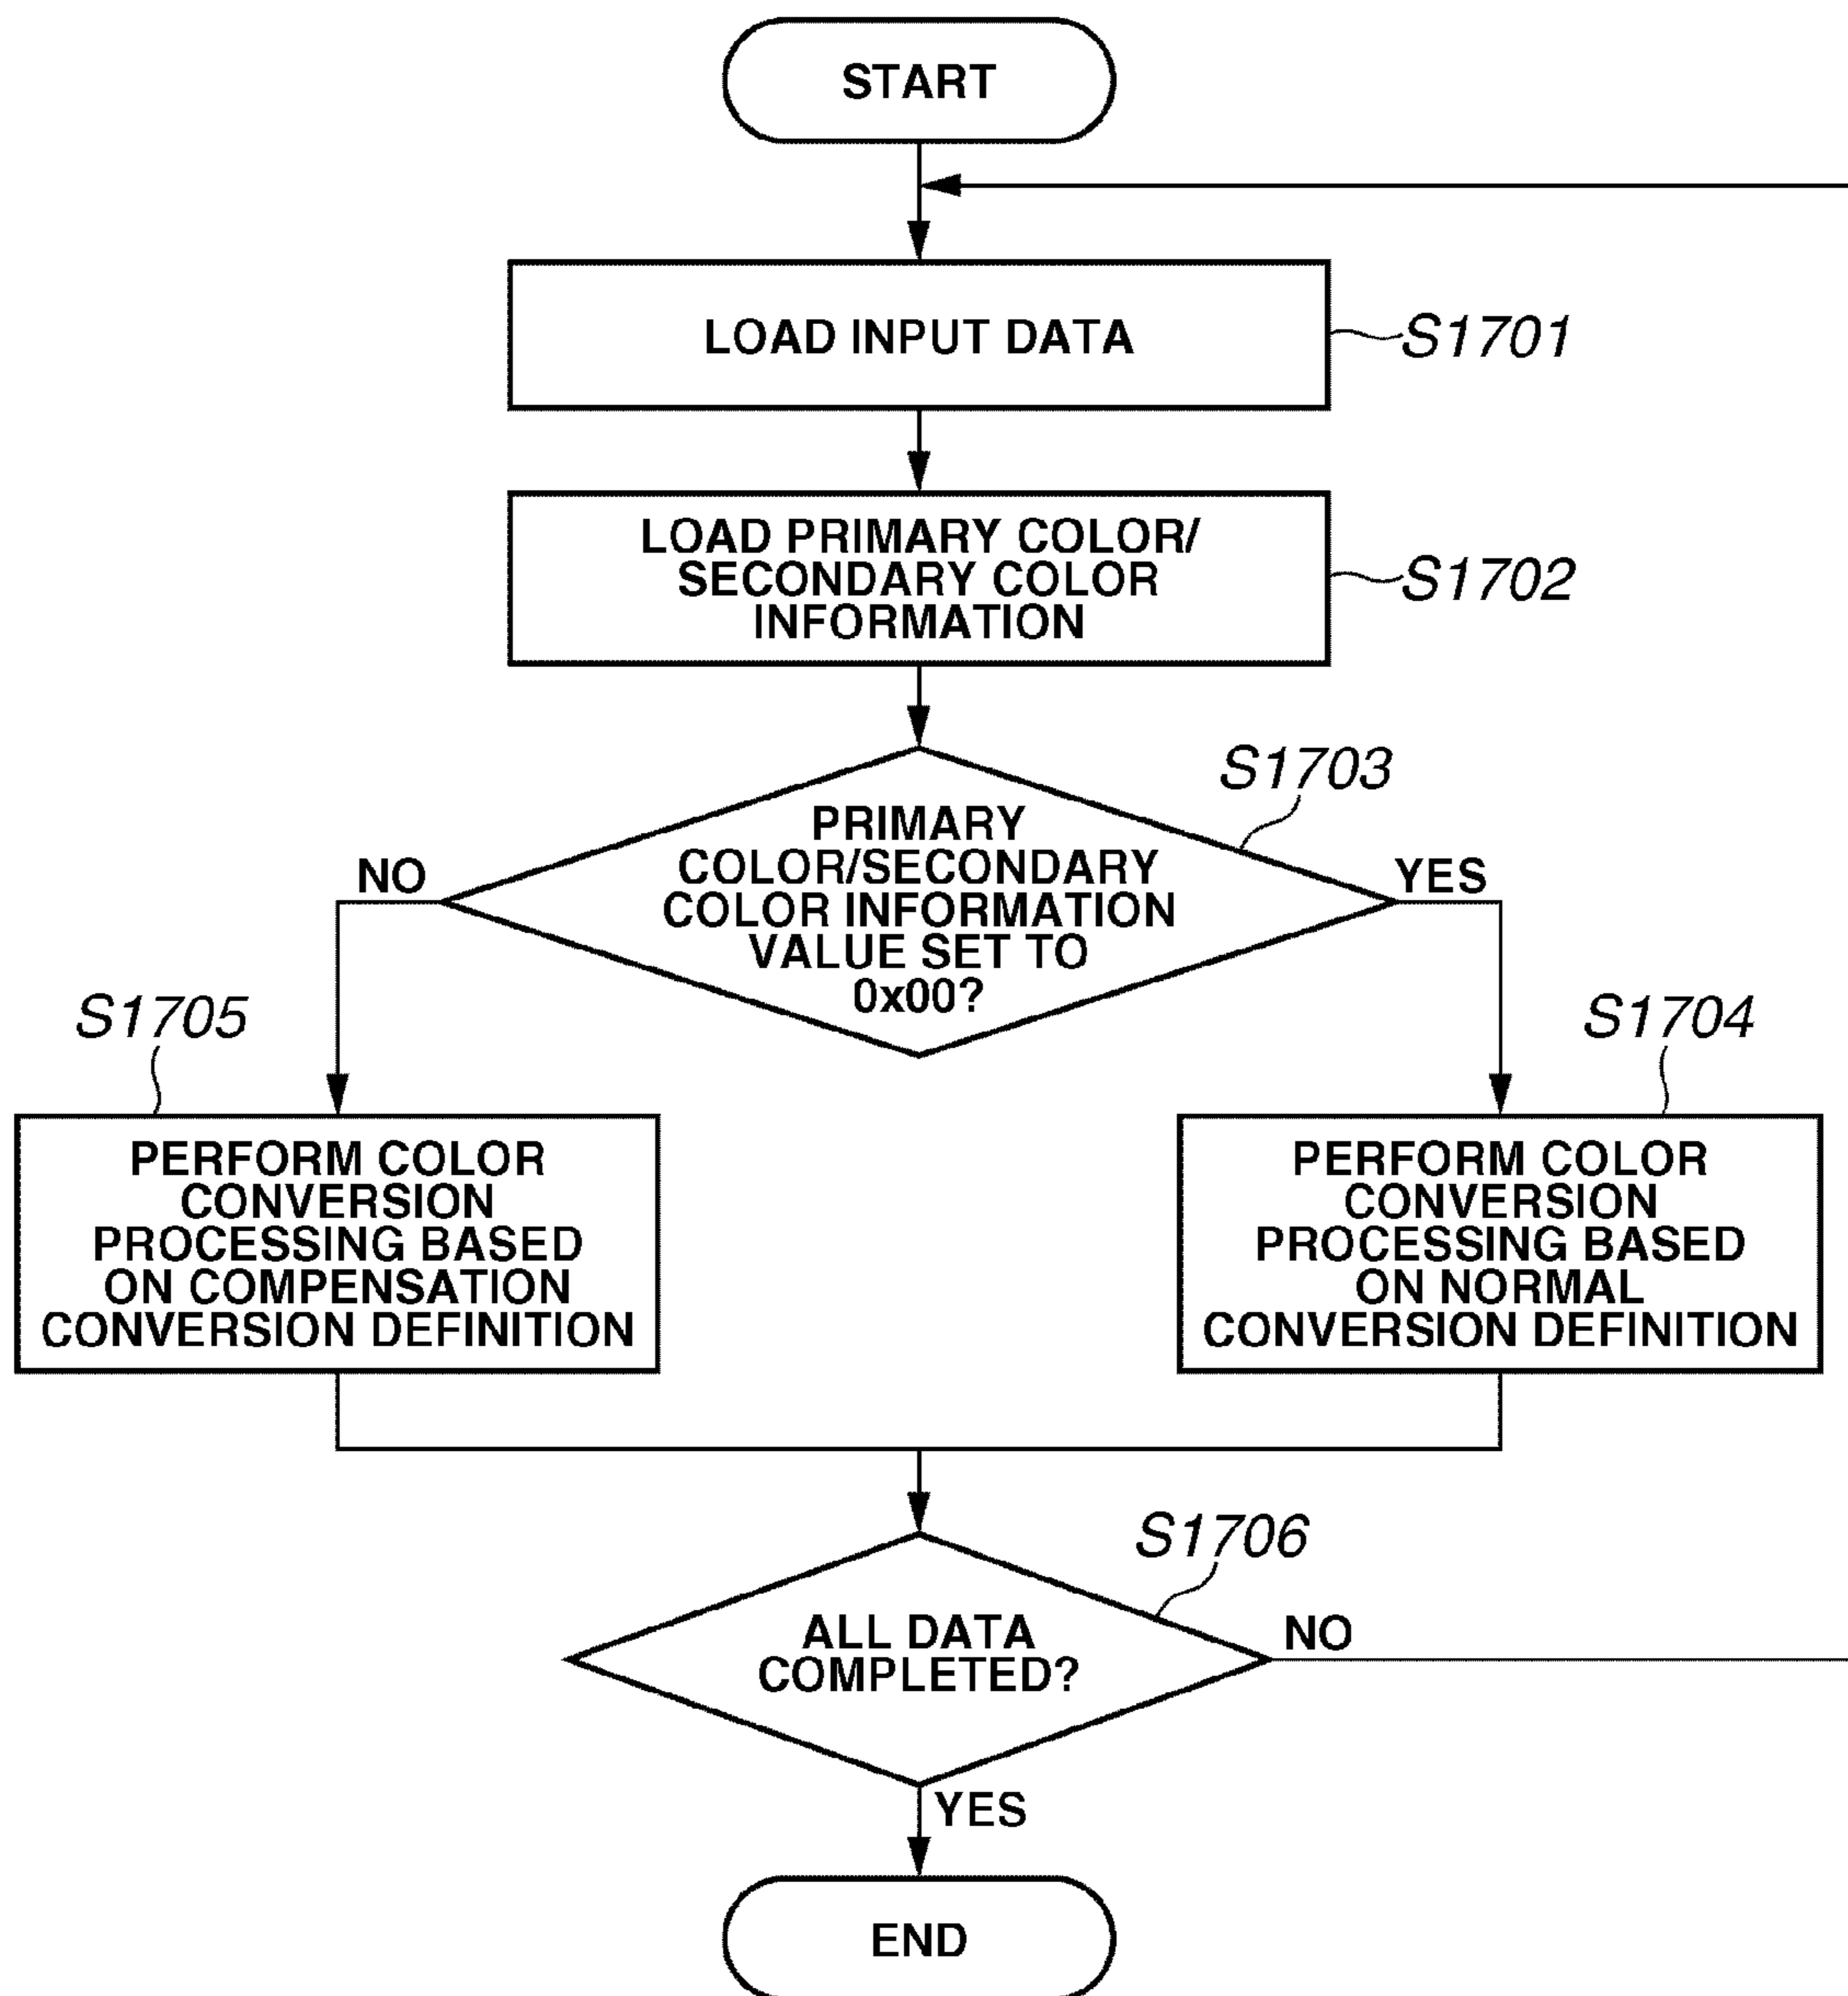 START
LOAD INPUT DATA
S1701
LOAD PRIMARY COLOR/
SECONDARY COLOR
INFORMATION
S1702
S1703
PRIMARY
COLOR/SECONDARY
COLOR INFORMATION
VALUE SET TO
0x00?
NO
YES
S1705
S1704
PERFORM COLOR
CONVERSION
PROCESSING BASED
ON COMPENSATION
CONVERSION DEFINITION
PERFORM COLOR
CONVERSION
PROCESSING BASED
ON NORMAL
CONVERSION DEFINITION
S1706
ALL DATA
COMPLETED?
NO
YES
END